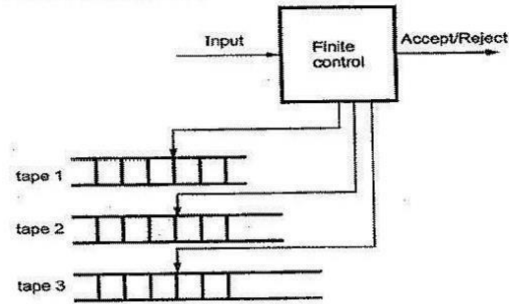 Input
Finite
control
Accept/Reject
tape 1
tape 2
tape 3